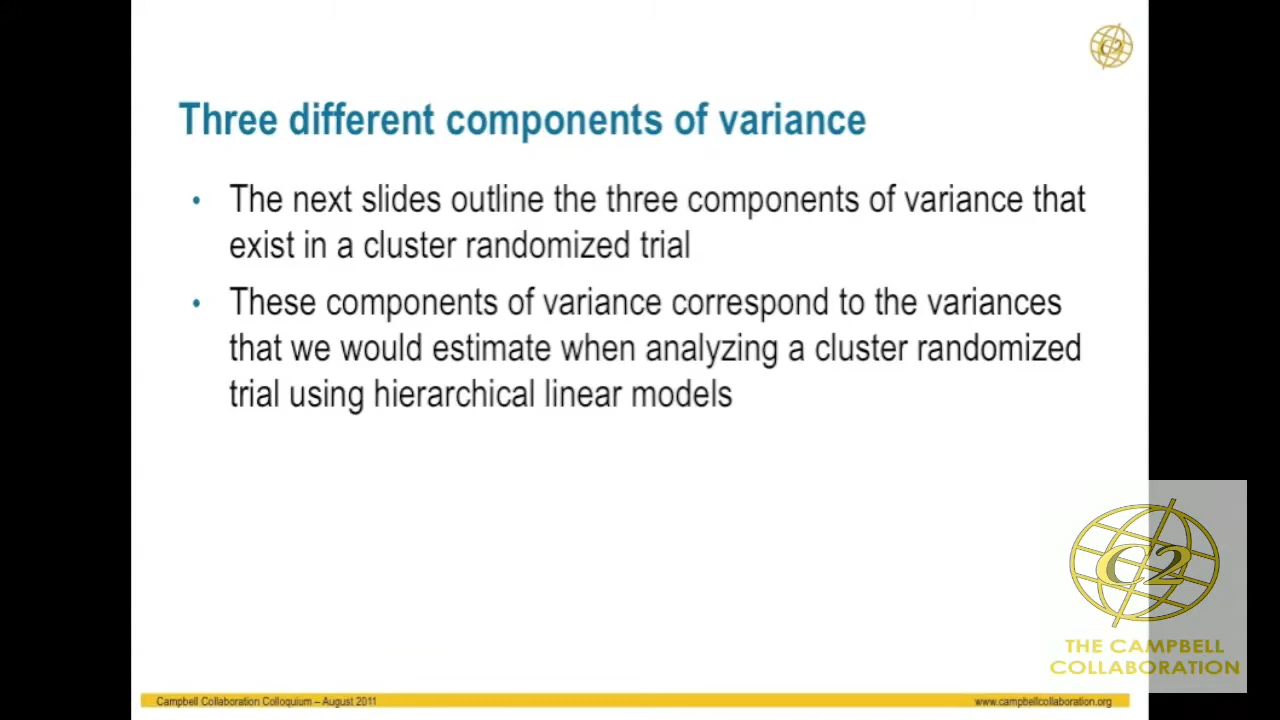 C2
Three different components of variance
• The next slides outline the three components of variance that
exist in a cluster randomized trial
• These components of variance correspond to the variances
that we would estimate when analyzing a cluster randomized
trial using hierarchical linear models
C2
THE CAMPBELL
COLLABORATION
Campbell Collaboration Colloquium – August 2011
www.campbellcollaboration.org